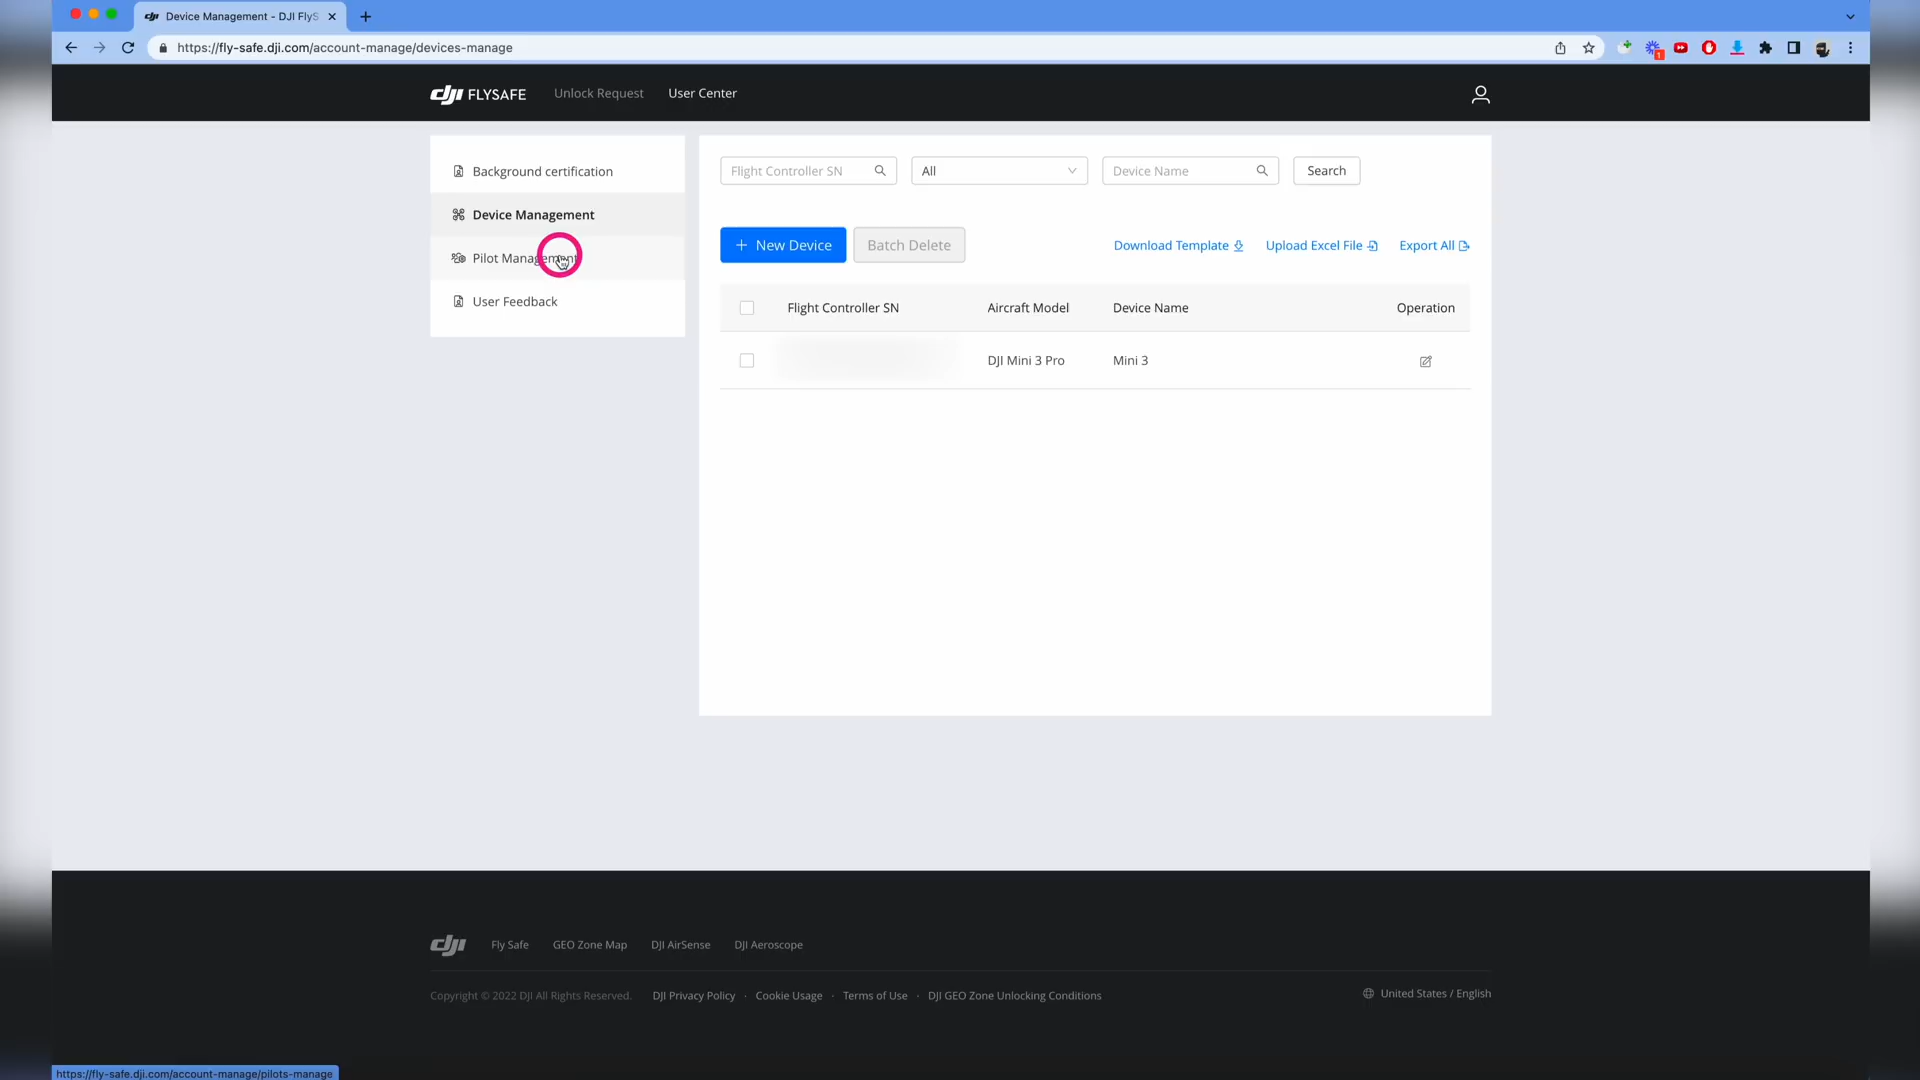 Device Management - DJI FlyS
https://fly-safe.dji.com/account-manage/devices-manage
1
dji FLYSAFE Unlock Request User Center
Background certification
Device Management
Pilot Management
User Feedback
Flight Controller SN All Device Name Search
+ New Device Batch Delete Download Template Upload Excel File Export All
Flight Controller SN Aircraft Model Device Name Operation
DJI Mini 3 Pro Mini 3
dji Fly Safe GEO Zone Map DJI AirSense DJI Aeroscope
Copyright © 2022 DJI All Rights Reserved. DJI Privacy Policy · Cookie Usage · Terms of Use · DJI GEO Zone Unlocking Conditions United States / English
https://fly-safe.dji.com/account-manage/pilots-manage